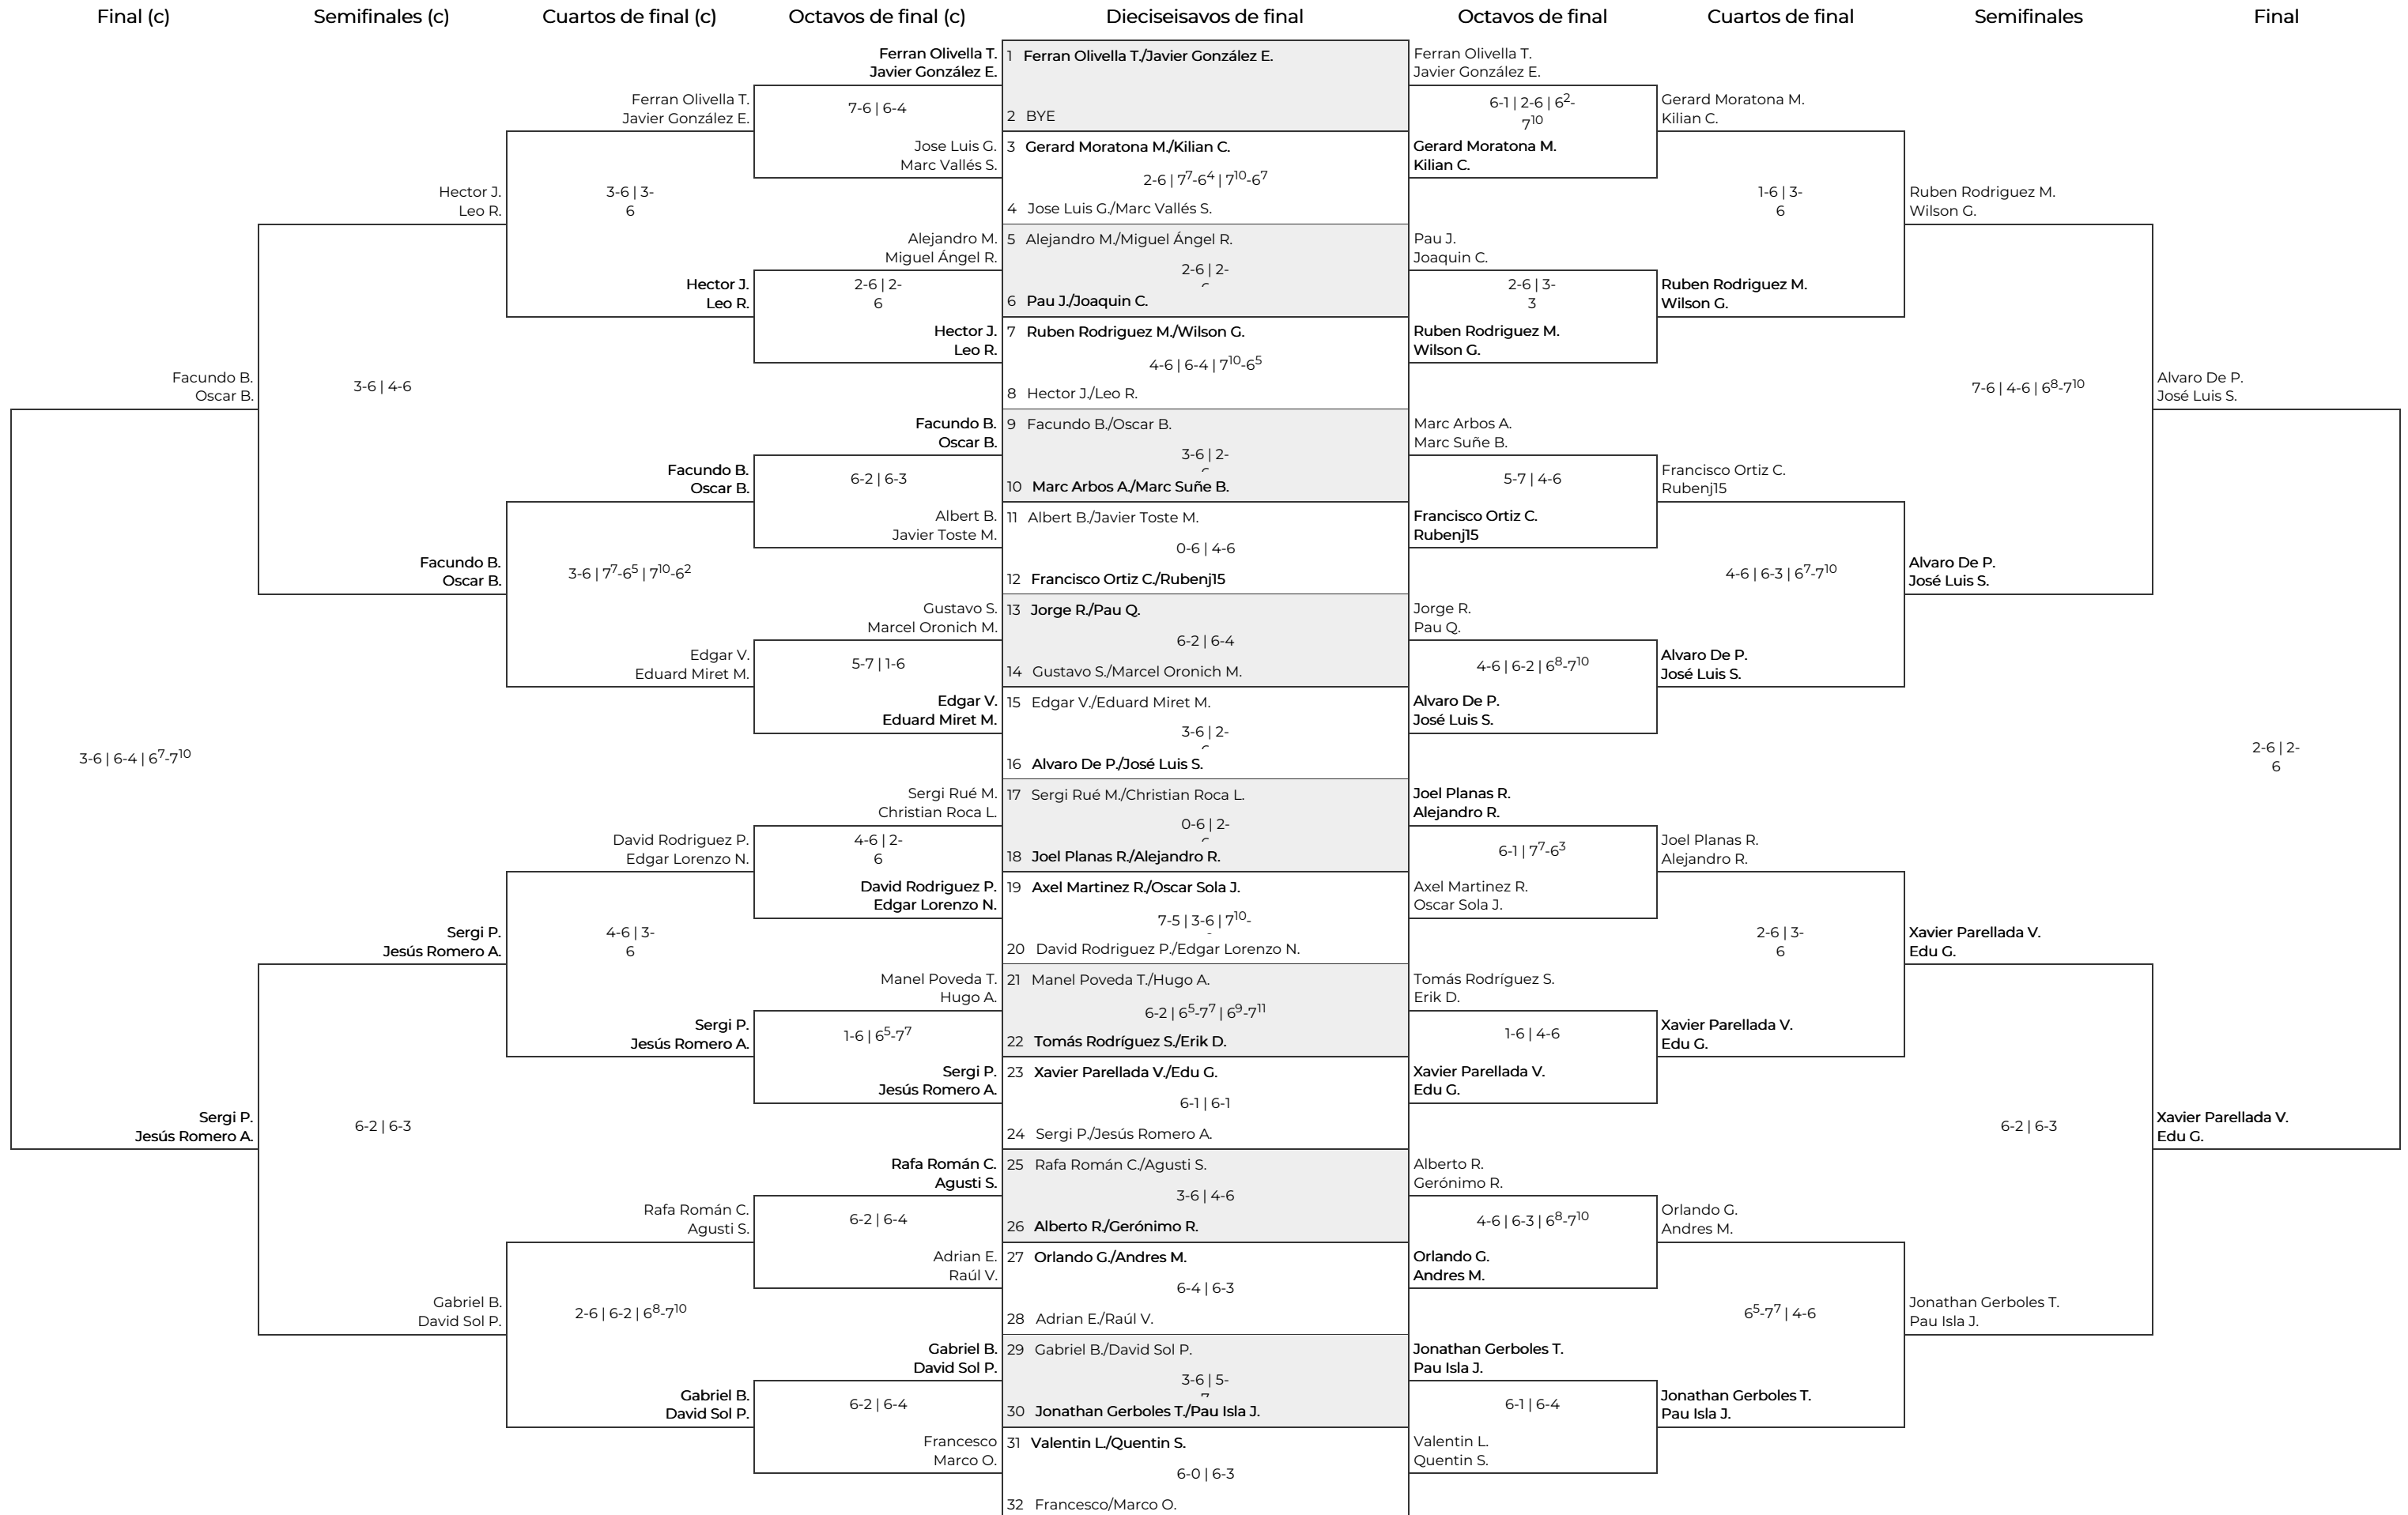 Final (c)
Semifinales (c)
Cuartos de final (c)
Octavos de final (c)
Dieciseisavos de final
Octavos de final
Cuartos de final
Semifinales
Final
Facundo B.
Oscar B.
3-6 | 6-4 | 6⁷-7¹⁰
Sergi P.
Jesús Romero A.
Hector J.
Leo R.
3-6 | 4-6
Facundo B.
Oscar B.
Sergi P.
Jesús Romero A.
6-2 | 6-3
Gabriel B.
David Sol P.
Ferran Olivella T.
Javier González E.
3-6 | 3-
6
Hector J.
Leo R.
Facundo B.
Oscar B.
3-6 | 7⁷-6⁵ | 7¹⁰-6²
Edgar V.
Eduard Miret M.
David Rodriguez P.
Edgar Lorenzo N.
4-6 | 3-
6
Sergi P.
Jesús Romero A.
Rafa Román C.
Agusti S.
2-6 | 6-2 | 6⁸-7¹⁰
Gabriel B.
David Sol P.
Ferran Olivella T.
Javier González E.
7-6 | 6-4
Jose Luis G.
Marc Vallés S.
Alejandro M.
Miguel Ángel R.
2-6 | 2-
6
Hector J.
Leo R.
Facundo B.
Oscar B.
6-2 | 6-3
Albert B.
Javier Toste M.
Gustavo S.
Marcel Oronich M.
5-7 | 1-6
Edgar V.
Eduard Miret M.
Sergi Rué M.
Christian Roca L.
4-6 | 2-
6
David Rodriguez P.
Edgar Lorenzo N.
Manel Poveda T.
Hugo A.
1-6 | 6⁵-7⁷
Sergi P.
Jesús Romero A.
Rafa Román C.
Agusti S.
6-2 | 6-4
Adrian E.
Raúl V.
Gabriel B.
David Sol P.
6-2 | 6-4
Francesco
Marco O.
1 Ferran Olivella T./Javier González E.
2 BYE
3 Gerard Moratona M./Kilian C.
2-6 | 7⁷-6⁴ | 7¹⁰-6⁷
4 Jose Luis G./Marc Vallés S.
5 Alejandro M./Miguel Ángel R.
2-6 | 2-
6 Pau J./Joaquin C.
7 Ruben Rodriguez M./Wilson G.
4-6 | 6-4 | 7¹⁰-6⁵
8 Hector J./Leo R.
9 Facundo B./Oscar B.
3-6 | 2-
10 Marc Arbos A./Marc Suñe B.
11 Albert B./Javier Toste M.
0-6 | 4-6
12 Francisco Ortiz C./Rubenj15
13 Jorge R./Pau Q.
6-2 | 6-4
14 Gustavo S./Marcel Oronich M.
15 Edgar V./Eduard Miret M.
3-6 | 2-
16 Alvaro De P./José Luis S.
17 Sergi Rué M./Christian Roca L.
0-6 | 2-
18 Joel Planas R./Alejandro R.
19 Axel Martinez R./Oscar Sola J.
7-5 | 3-6 | 7¹⁰-
20 David Rodriguez P./Edgar Lorenzo N.
21 Manel Poveda T./Hugo A.
6-2 | 6⁵-7⁷ | 6⁹-7¹¹
22 Tomás Rodríguez S./Erik D.
23 Xavier Parellada V./Edu G.
6-1 | 6-1
24 Sergi P./Jesús Romero A.
25 Rafa Román C./Agusti S.
3-6 | 4-6
26 Alberto R./Gerónimo R.
27 Orlando G./Andres M.
6-4 | 6-3
28 Adrian E./Raúl V.
29 Gabriel B./David Sol P.
3-6 | 5-
30 Jonathan Gerboles T./Pau Isla J.
31 Valentin L./Quentin S.
6-0 | 6-3
32 Francesco/Marco O.
Ferran Olivella T.
Javier González E.
6-1 | 2-6 | 6²-
7¹⁰
Gerard Moratona M.
Kilian C.
Pau J.
Joaquin C.
2-6 | 3-
3
Ruben Rodriguez M.
Wilson G.
Marc Arbos A.
Marc Suñe B.
5-7 | 4-6
Francisco Ortiz C.
Rubenj15
Jorge R.
Pau Q.
4-6 | 6-2 | 6⁸-7¹⁰
Alvaro De P.
José Luis S.
Joel Planas R.
Alejandro R.
6-1 | 7⁷-6³
Axel Martinez R.
Oscar Sola J.
Tomás Rodríguez S.
Erik D.
1-6 | 4-6
Xavier Parellada V.
Edu G.
Alberto R.
Gerónimo R.
4-6 | 6-3 | 6⁸-7¹⁰
Orlando G.
Andres M.
Jonathan Gerboles T.
Pau Isla J.
6-1 | 6-4
Valentin L.
Quentin S.
Gerard Moratona M.
Kilian C.
1-6 | 3-
6
Ruben Rodriguez M.
Wilson G.
Francisco Ortiz C.
Rubenj15
4-6 | 6-3 | 6⁷-7¹⁰
Alvaro De P.
José Luis S.
Joel Planas R.
Alejandro R.
2-6 | 3-
6
Xavier Parellada V.
Edu G.
Orlando G.
Andres M.
6⁵-7⁷ | 4-6
Jonathan Gerboles T.
Pau Isla J.
Ruben Rodriguez M.
Wilson G.
7-6 | 4-6 | 6⁸-7¹⁰
Alvaro De P.
José Luis S.
Xavier Parellada V.
Edu G.
6-2 | 6-3
Jonathan Gerboles T.
Pau Isla J.
Alvaro De P.
José Luis S.
2-6 | 2-
6
Xavier Parellada V.
Edu G.